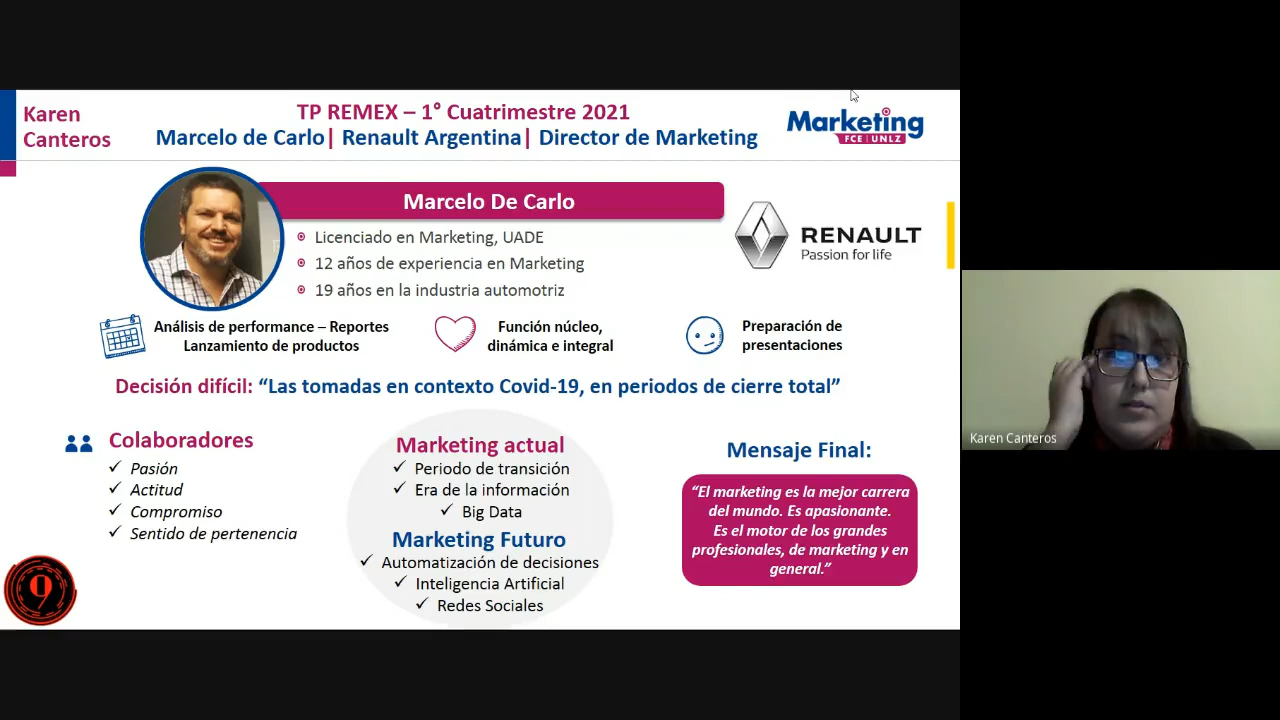 Karen
Canteros
TP REMEX – 1° Cuatrimestre 2021
Marcelo de Carlo| Renault Argentina| Director de Marketing
Marketing
FCE | UNLZ
Marcelo De Carlo
Licenciado en Marketing, UADE
12 años de experiencia en Marketing
19 años en la industria automotriz
RENAULT
Passion for life
Análisis de performance – Reportes
Lanzamiento de productos
Función núcleo,
dinámica e integral
Preparación de
presentaciones
Decisión difícil: “Las tomadas en contexto Covid-19, en periodos de cierre total”
Colaboradores
Pasión
Actitud
Compromiso
Sentido de pertenencia
Marketing actual
Periodo de transición
Era de la información
Big Data
Marketing Futuro
Automatización de decisiones
Inteligencia Artificial
Redes Sociales
Mensaje Final:
“El marketing es la mejor carrera
del mundo. Es apasionante.
Es el motor de los grandes
profesionales, de marketing y en
general.”
9
Karen Canteros